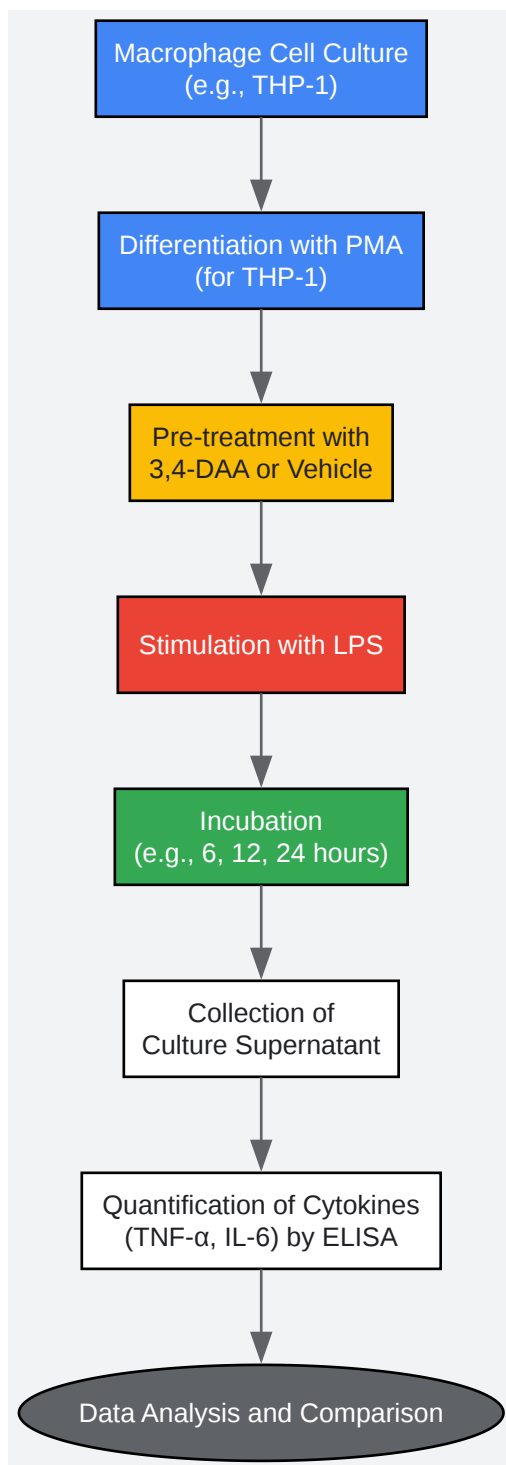 Macrophage Cell Culture
(e.g., THP-1)
Differentiation with PMA
(for THP-1)
Pre-treatment with
3,4-DAA or Vehicle
Stimulation with LPS
Incubation
(e.g., 6, 12, 24 hours)
Collection of
Culture Supernatant
Quantification of Cytokines
(TNF-α, IL-6) by ELISA
Data Analysis and Comparison